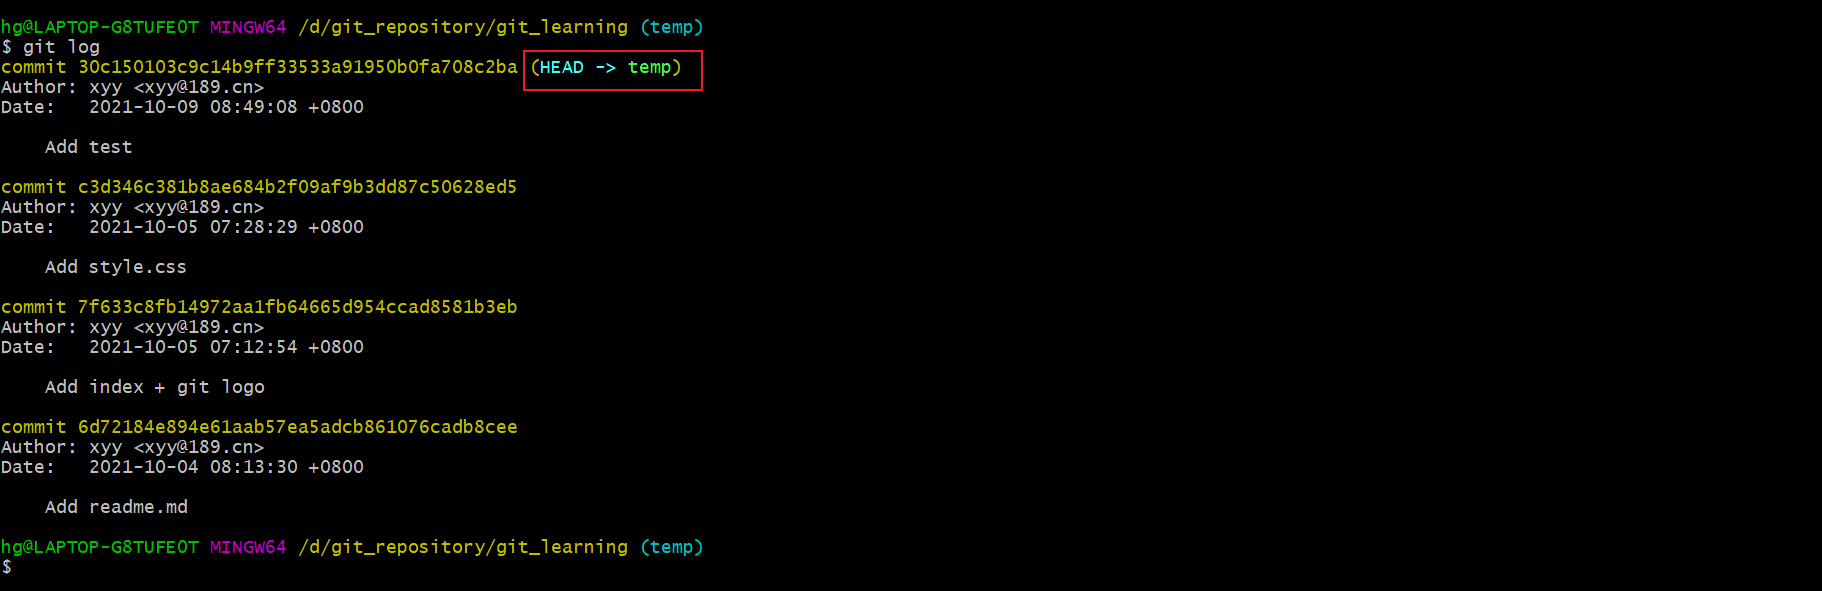 hg@LAPTOP-G8TUFE0T MINGW64 /d/git_repository/git_learning (temp)
$ git log
commit 30c150103c9c14b9ff33533a91950b0fa708c2ba (HEAD -> temp)
Author: xyy <xyy@189.cn>
Date:   2021-10-09 08:49:08 +0800
    Add test
commit c3d346c381b8ae684b2f09af9b3dd87c50628ed5
Author: xyy <xyy@189.cn>
Date:   2021-10-05 07:28:29 +0800
    Add style.css
commit 7f633c8fb14972aa1fb64665d954ccad8581b3eb
Author: xyy <xyy@189.cn>
Date:   2021-10-05 07:12:54 +0800
    Add index + git logo
commit 6d72184e894e61aab57ea5adcb861076cadb8cee
Author: xyy <xyy@189.cn>
Date:   2021-10-04 08:13:30 +0800
    Add readme.md
hg@LAPTOP-G8TUFE0T MINGW64 /d/git_repository/git_learning (temp)
$